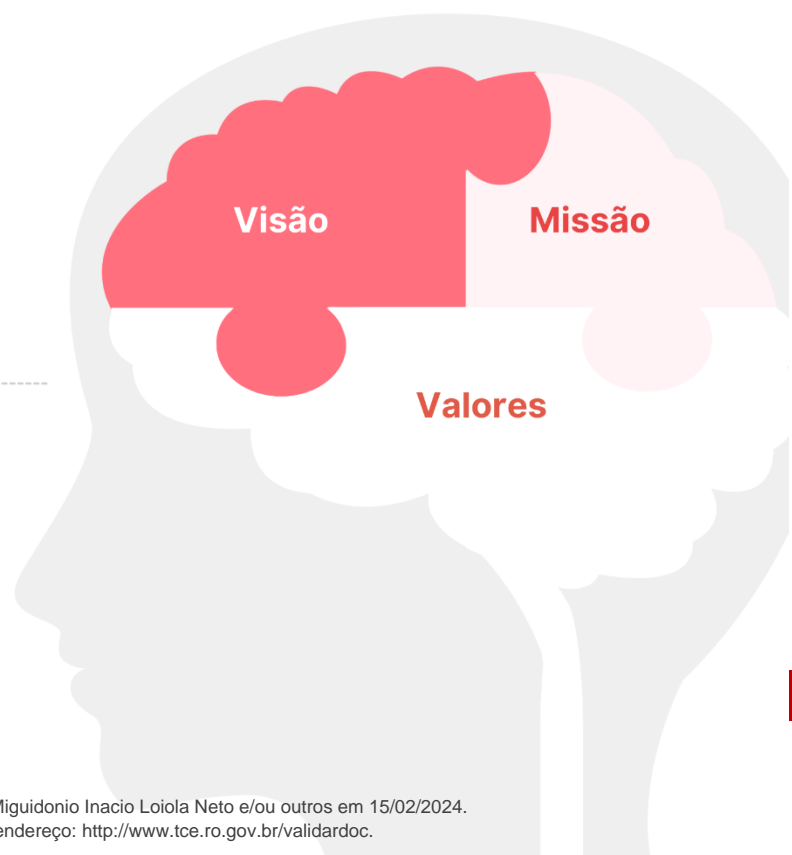 Visão
Missão
Valores
Miguidonio Inacio Loiola Neto e/ou outros em 15/02/2024.
endereço: http://www.tce.ro.gov.br/validardoc.